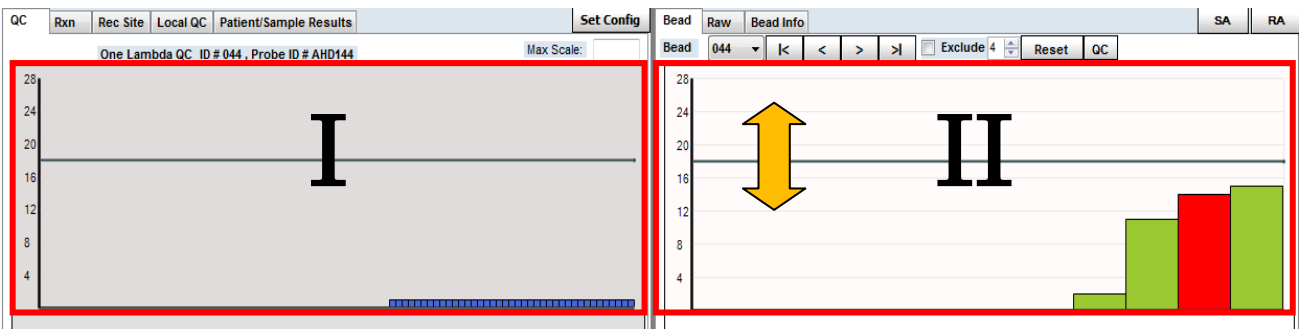 QC Rxn Rec Site Local QC Patient/Sample Results Set Config
One Lambda QC ID # 044 , Probe ID # AHD144 Max Scale:
28
24
20
16
12
8
4
I
Bead Raw Bead Info SA RA
Bead 044 |< < > >| Exclude 4 Reset QC
28
24
20
16
12
8
4
II